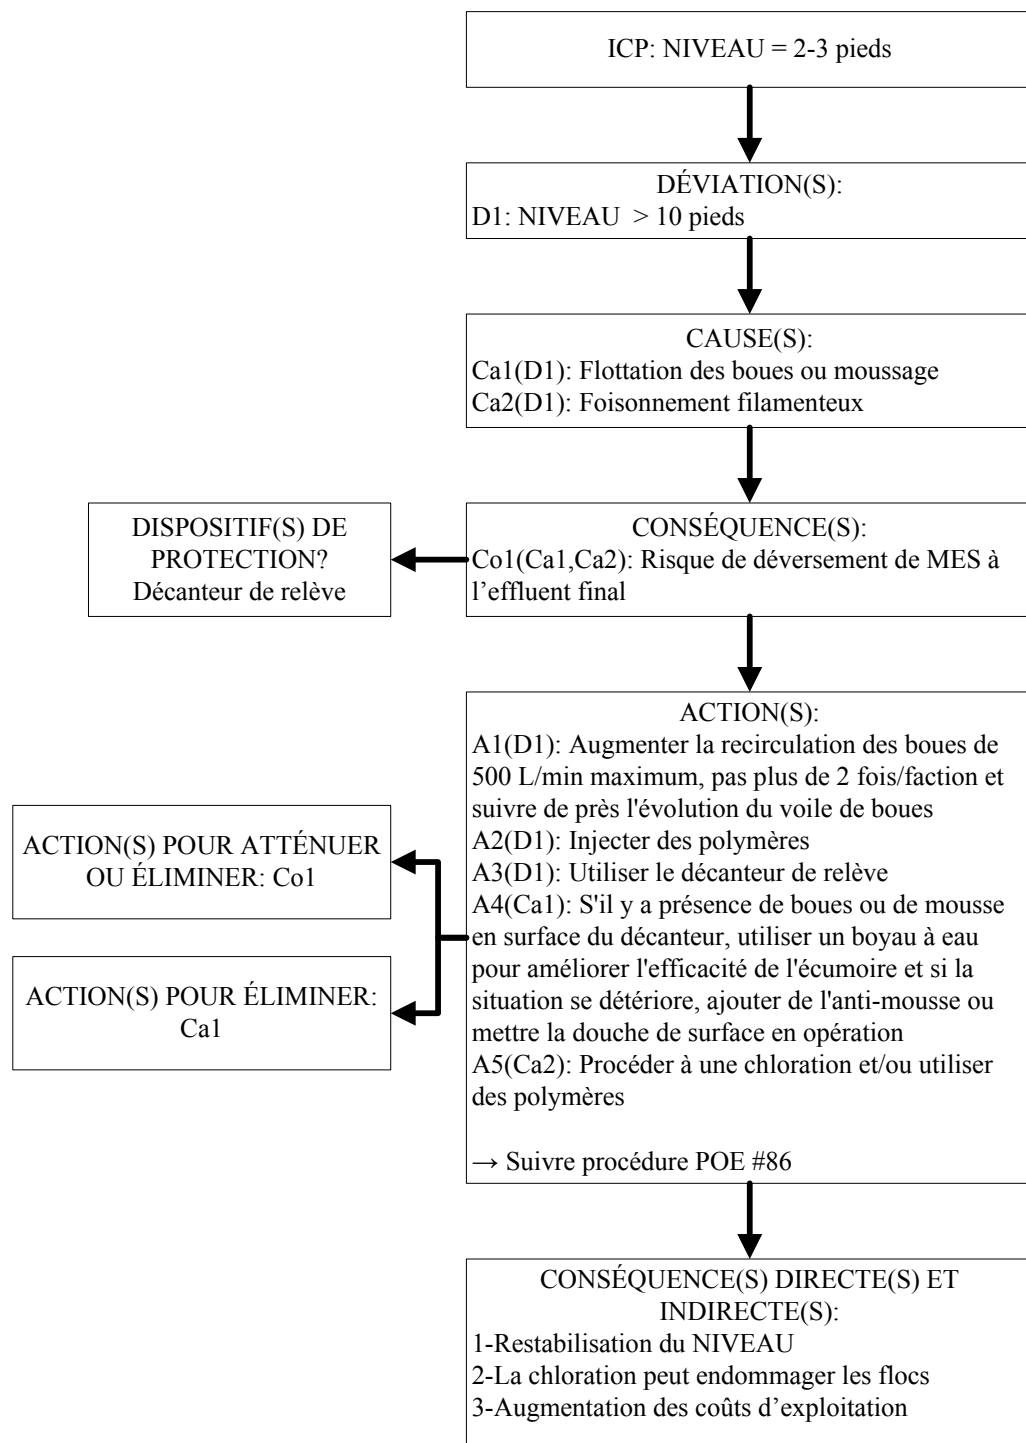 ICP: NIVEAU = 2-3 pieds
DÉVIATION(S):
D1: NIVEAU > 10 pieds
CAUSE(S):
Ca1(D1): Flottation des boues ou moussage
Ca2(D1): Foisonnement filamenteux
DISPOSITIF(S) DE
PROTECTION?
Décanteur de relève
CONSÉQUENCE(S):
Co1(Ca1,Ca2): Risque de déversement de MES à
l’effluent final
ACTION(S):
A1(D1): Augmenter la recirculation des boues de
500 L/min maximum, pas plus de 2 fois/faction et
suivre de près l'évolution du voile de boues
A2(D1): Injecter des polymères
A3(D1): Utiliser le décanteur de relève
A4(Ca1): S'il y a présence de boues ou de mousse
en surface du décanteur, utiliser un boyau à eau
pour améliorer l'efficacité de l'écumoire et si la
situation se détériore, ajouter de l'anti-mousse ou
mettre la douche de surface en opération
A5(Ca2): Procéder à une chloration et/ou utiliser
des polymères
→ Suivre procédure POE #86
ACTION(S) POUR ATTÉNUER
OU ÉLIMINER: Co1
ACTION(S) POUR ÉLIMINER:
Ca1
CONSÉQUENCE(S) DIRECTE(S) ET
INDIRECTE(S):
1-Restabilisation du NIVEAU
2-La chloration peut endommager les flocs
3-Augmentation des coûts d’exploitation